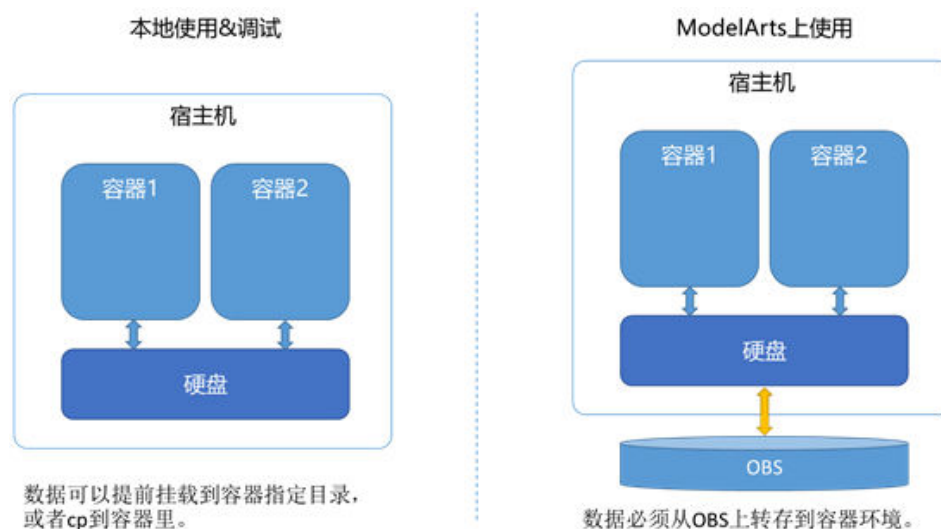 本地使用&调试
宿主机
容器1
容器2
硬盘
数据可以提前挂载到容器指定目录，
或者cp到容器里。
ModelArts上使用
宿主机
容器1
容器2
硬盘
OBS
数据必须从OBS上转存到容器环境。